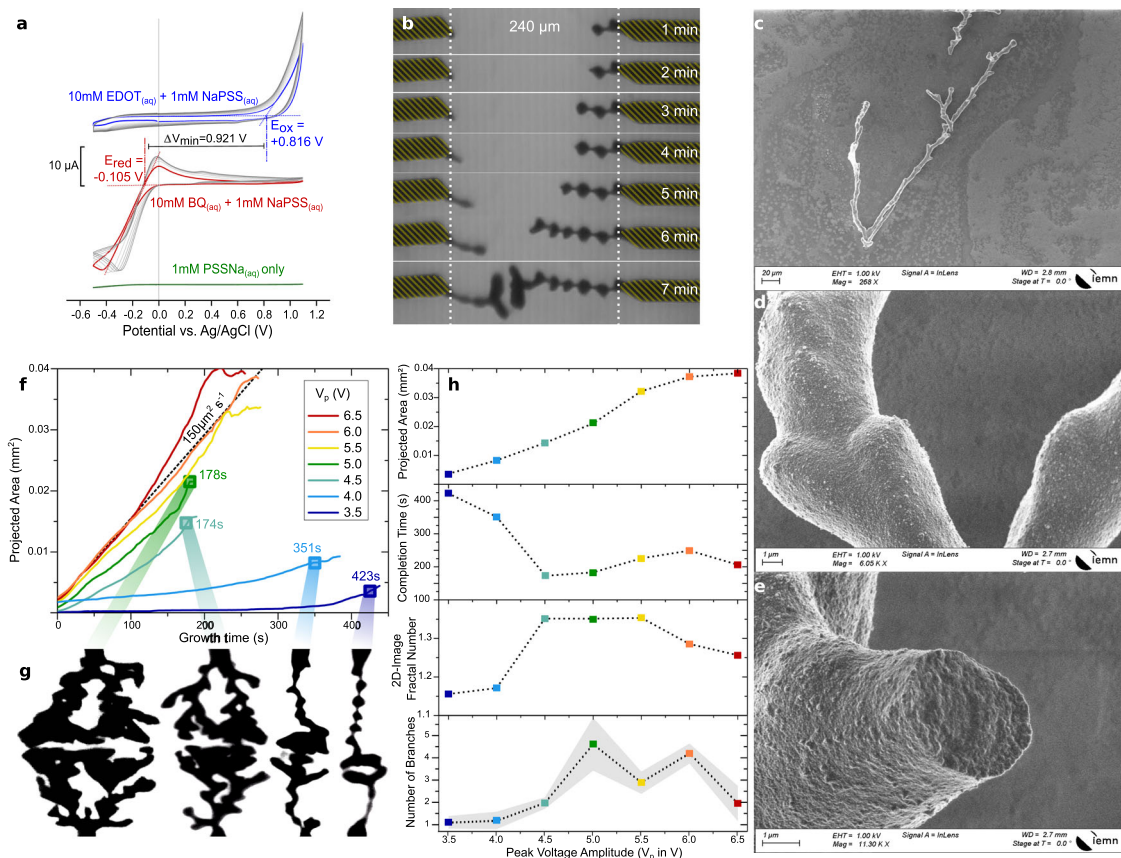 a
10mM EDOT(aq) + 1mM NaPSS(aq)
Eox =
+0.816 V
ΔVmin=0.921 V
10 µA
Ered =
-0.105 V
10mM BQ(aq) + 1mM NaPSS(aq)
1mM PSSNa(aq) only
-0.6 -0.4 -0.2 0.0 0.2 0.4 0.6 0.8 1.0 1.2
Potential vs. Ag/AgCl (V)
b
240 µm
1 min
2 min
3 min
4 min
5 min
6 min
7 min
c
20 µm
EHT = 1.00 kV
Signal A = InLens
WD = 2.8 mm
Mag = 268 X
Stage at T = 0.0 °
iemn
d
1 µm
EHT = 1.00 kV
Signal A = InLens
WD = 2.7 mm
Mag = 6.05 K X
Stage at T = 0.0 °
iemn
e
1 µm
EHT = 1.00 kV
Signal A = InLens
WD = 2.7 mm
Mag = 11.30 K X
Stage at T = 0.0 °
iemn
f
Projected Area (mm²)
0.04
0.03
0.02
0.01
150µm² s⁻¹
Vp (V)
6.5
6.0
5.5
5.0
4.5
4.0
3.5
178s
174s
351s
423s
0 100 200 300 400
Growth time (s)
g
h
Projected Area (mm²)
0.04
0.03
0.02
0.01
Completion Time (s)
400
300
200
100
2D-Image
Fractal Number
1.3
1.2
1.1
Number of Branches
5
4
3
2
1
3.5 4.0 4.5 5.0 5.5 6.0 6.5
Peak Voltage Amplitude (Vp in V)